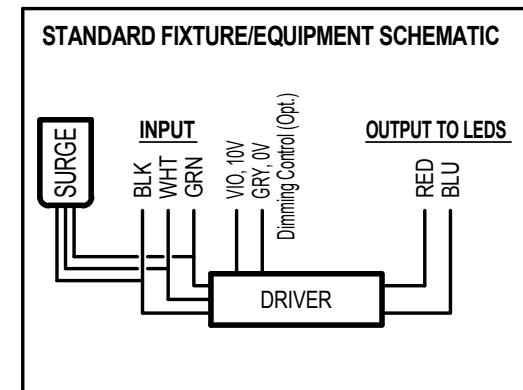 STANDARD FIXTURE/EQUIPMENT SCHEMATIC
SURGE
INPUT
BLK
WHT
GRN
VIO, 10V
GRY, 0V
Dimming Control (Opt.)
OUTPUT TO LEDS
RED
BLU
DRIVER